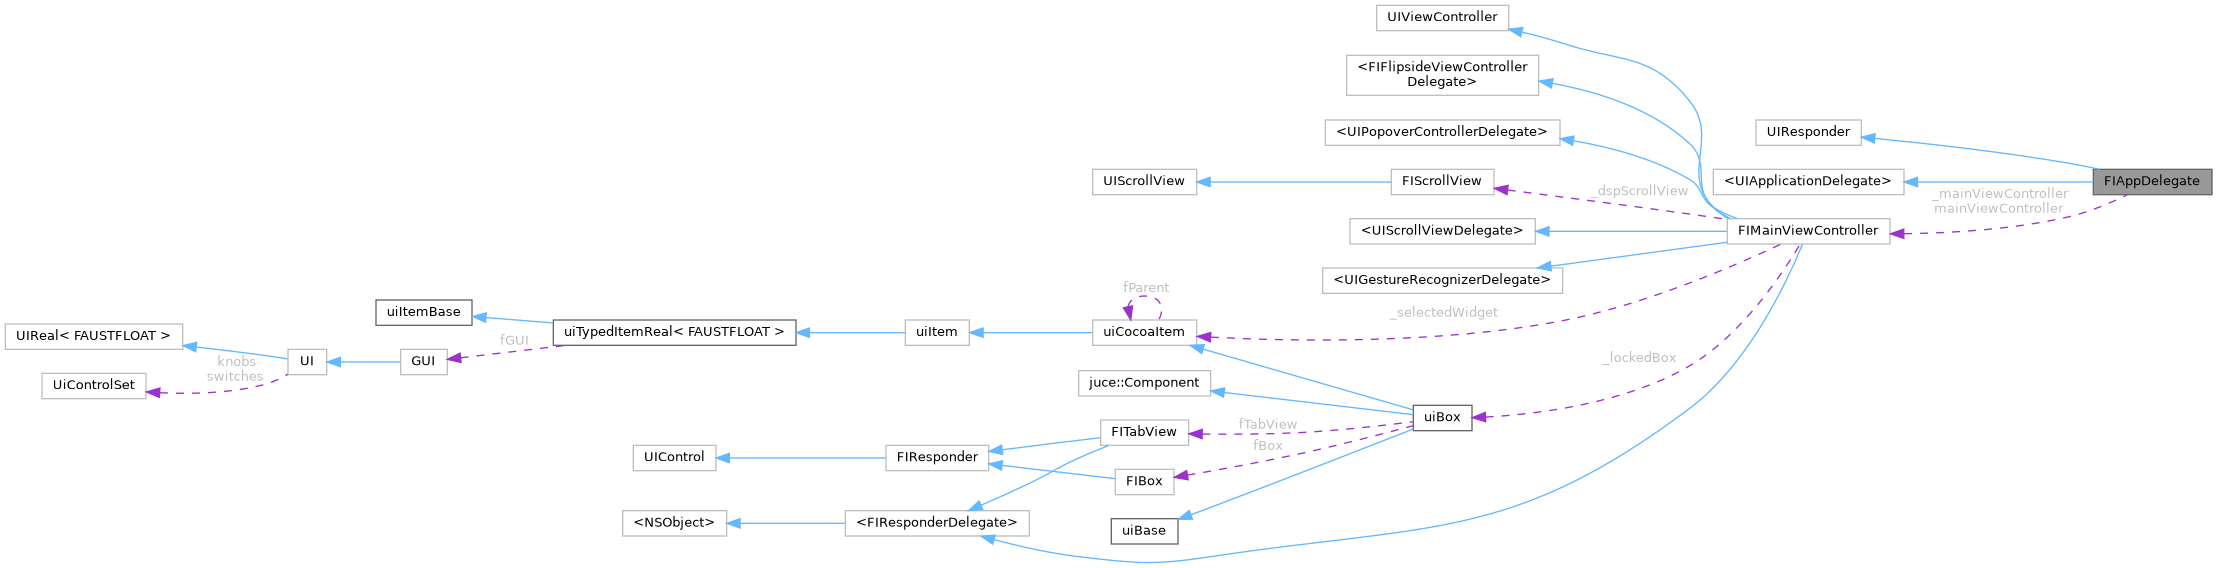 UIViewController
<FIFlipsideViewController
Delegate>
<UIPopoverControllerDelegate>
UIResponder
UIScrollView
FIScrollView
_dspScrollView
<UIApplicationDelegate>
FIAppDelegate
_mainViewController
mainViewController
<UIScrollViewDelegate>
FIMainViewController
<UIGestureRecognizerDelegate>
fParent
uiItemBase
_selectedWidget
UIReal< FAUSTFLOAT >
uiTypedItemReal< FAUSTFLOAT >
uiItem
uiCocoaItem
fGUI
knobs
switches
UI
GUI
_lockedBox
UiControlSet
juce::Component
uiBox
fTabView
FITabView
fBox
UIControl
FIResponder
FIBox
<NSObject>
<FIResponderDelegate>
uiBase